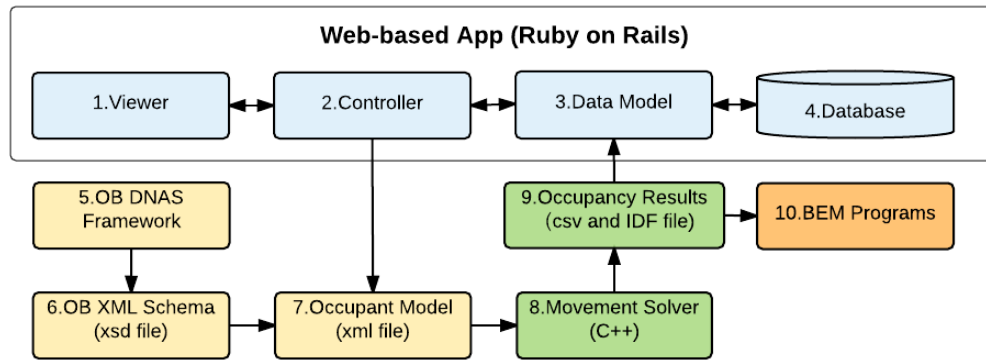 Web-based App (Ruby on Rails)
1.Viewer
2.Controller
3.Data Model
4.Database
5.OB DNAS
Framework
9.Occupancy Results
(csv and IDF file)
10.BEM Programs
6.OB XML Schema
(xsd file)
7.Occupant Model
(xml file)
8.Movement Solver
(C++)